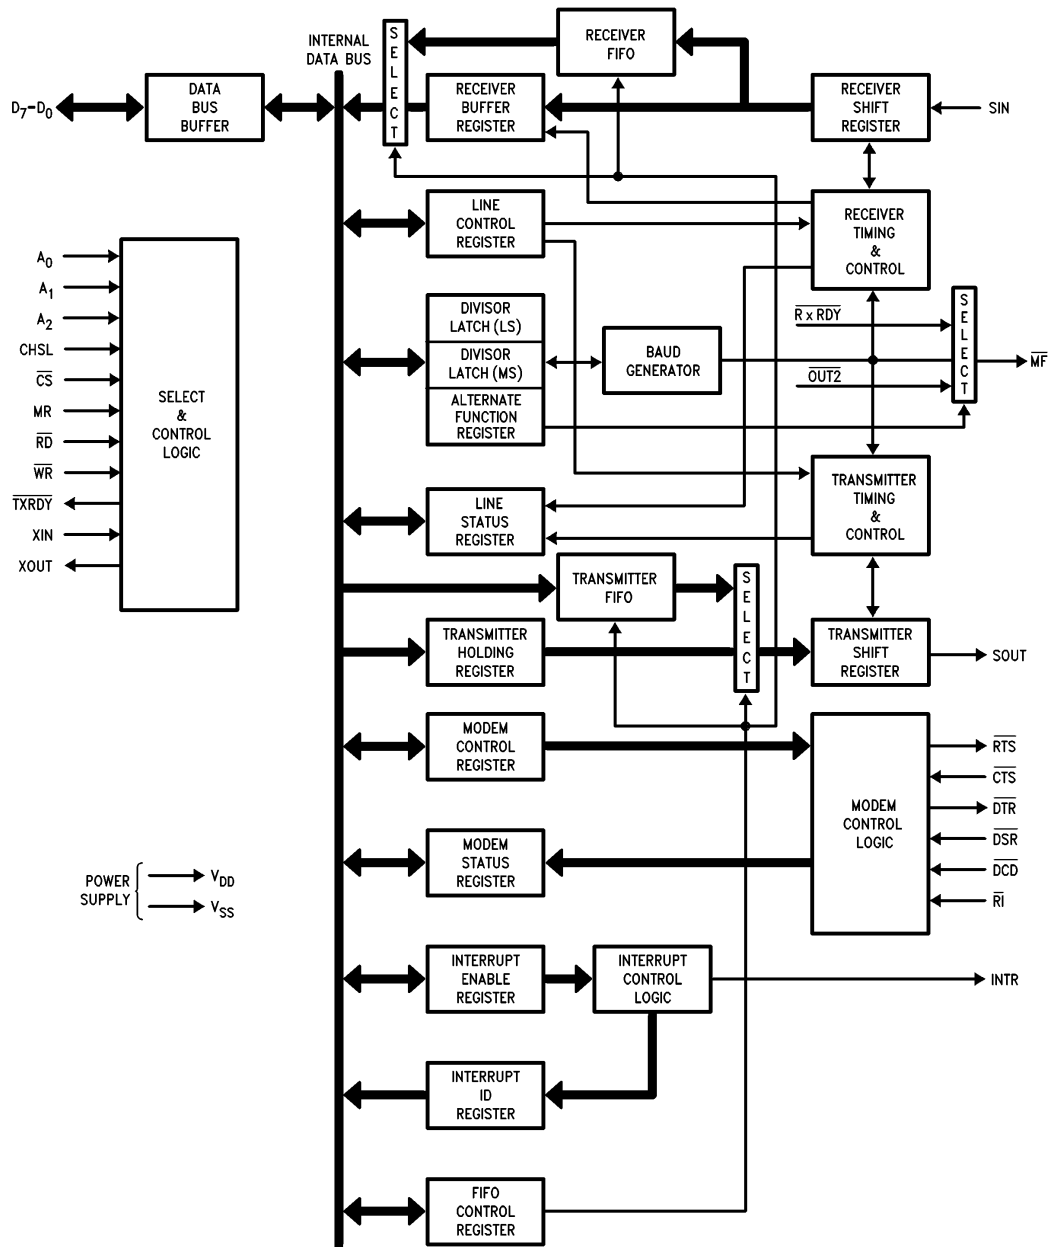 INTERNAL
DATA BUS
SELECT
RECEIVER
FIFO
D7–D0
DATA
BUS
BUFFER
RECEIVER
BUFFER
REGISTER
RECEIVER
SHIFT
REGISTER
SIN
LINE
CONTROL
REGISTER
RECEIVER
TIMING
&
CONTROL
A0
A1
A2
CHSL
CS
MR
RD
WR
TXRDY
XIN
XOUT
SELECT
&
CONTROL
LOGIC
DIVISOR
LATCH (LS)
DIVISOR
LATCH (MS)
ALTERNATE
FUNCTION
REGISTER
BAUD
GENERATOR
R x RDY
OUT2
SELECT
MF
LINE
STATUS
REGISTER
TRANSMITTER
TIMING
&
CONTROL
TRANSMITTER
FIFO
SELECT
TRANSMITTER
HOLDING
REGISTER
TRANSMITTER
SHIFT
REGISTER
SOUT
MODEM
CONTROL
REGISTER
MODEM
CONTROL
LOGIC
RTS
CTS
DTR
DSR
DCD
RI
MODEM
STATUS
REGISTER
POWER
SUPPLY
VDD
VSS
INTERRUPT
ENABLE
REGISTER
INTERRUPT
CONTROL
LOGIC
INTR
INTERRUPT
ID
REGISTER
FIFO
CONTROL
REGISTER